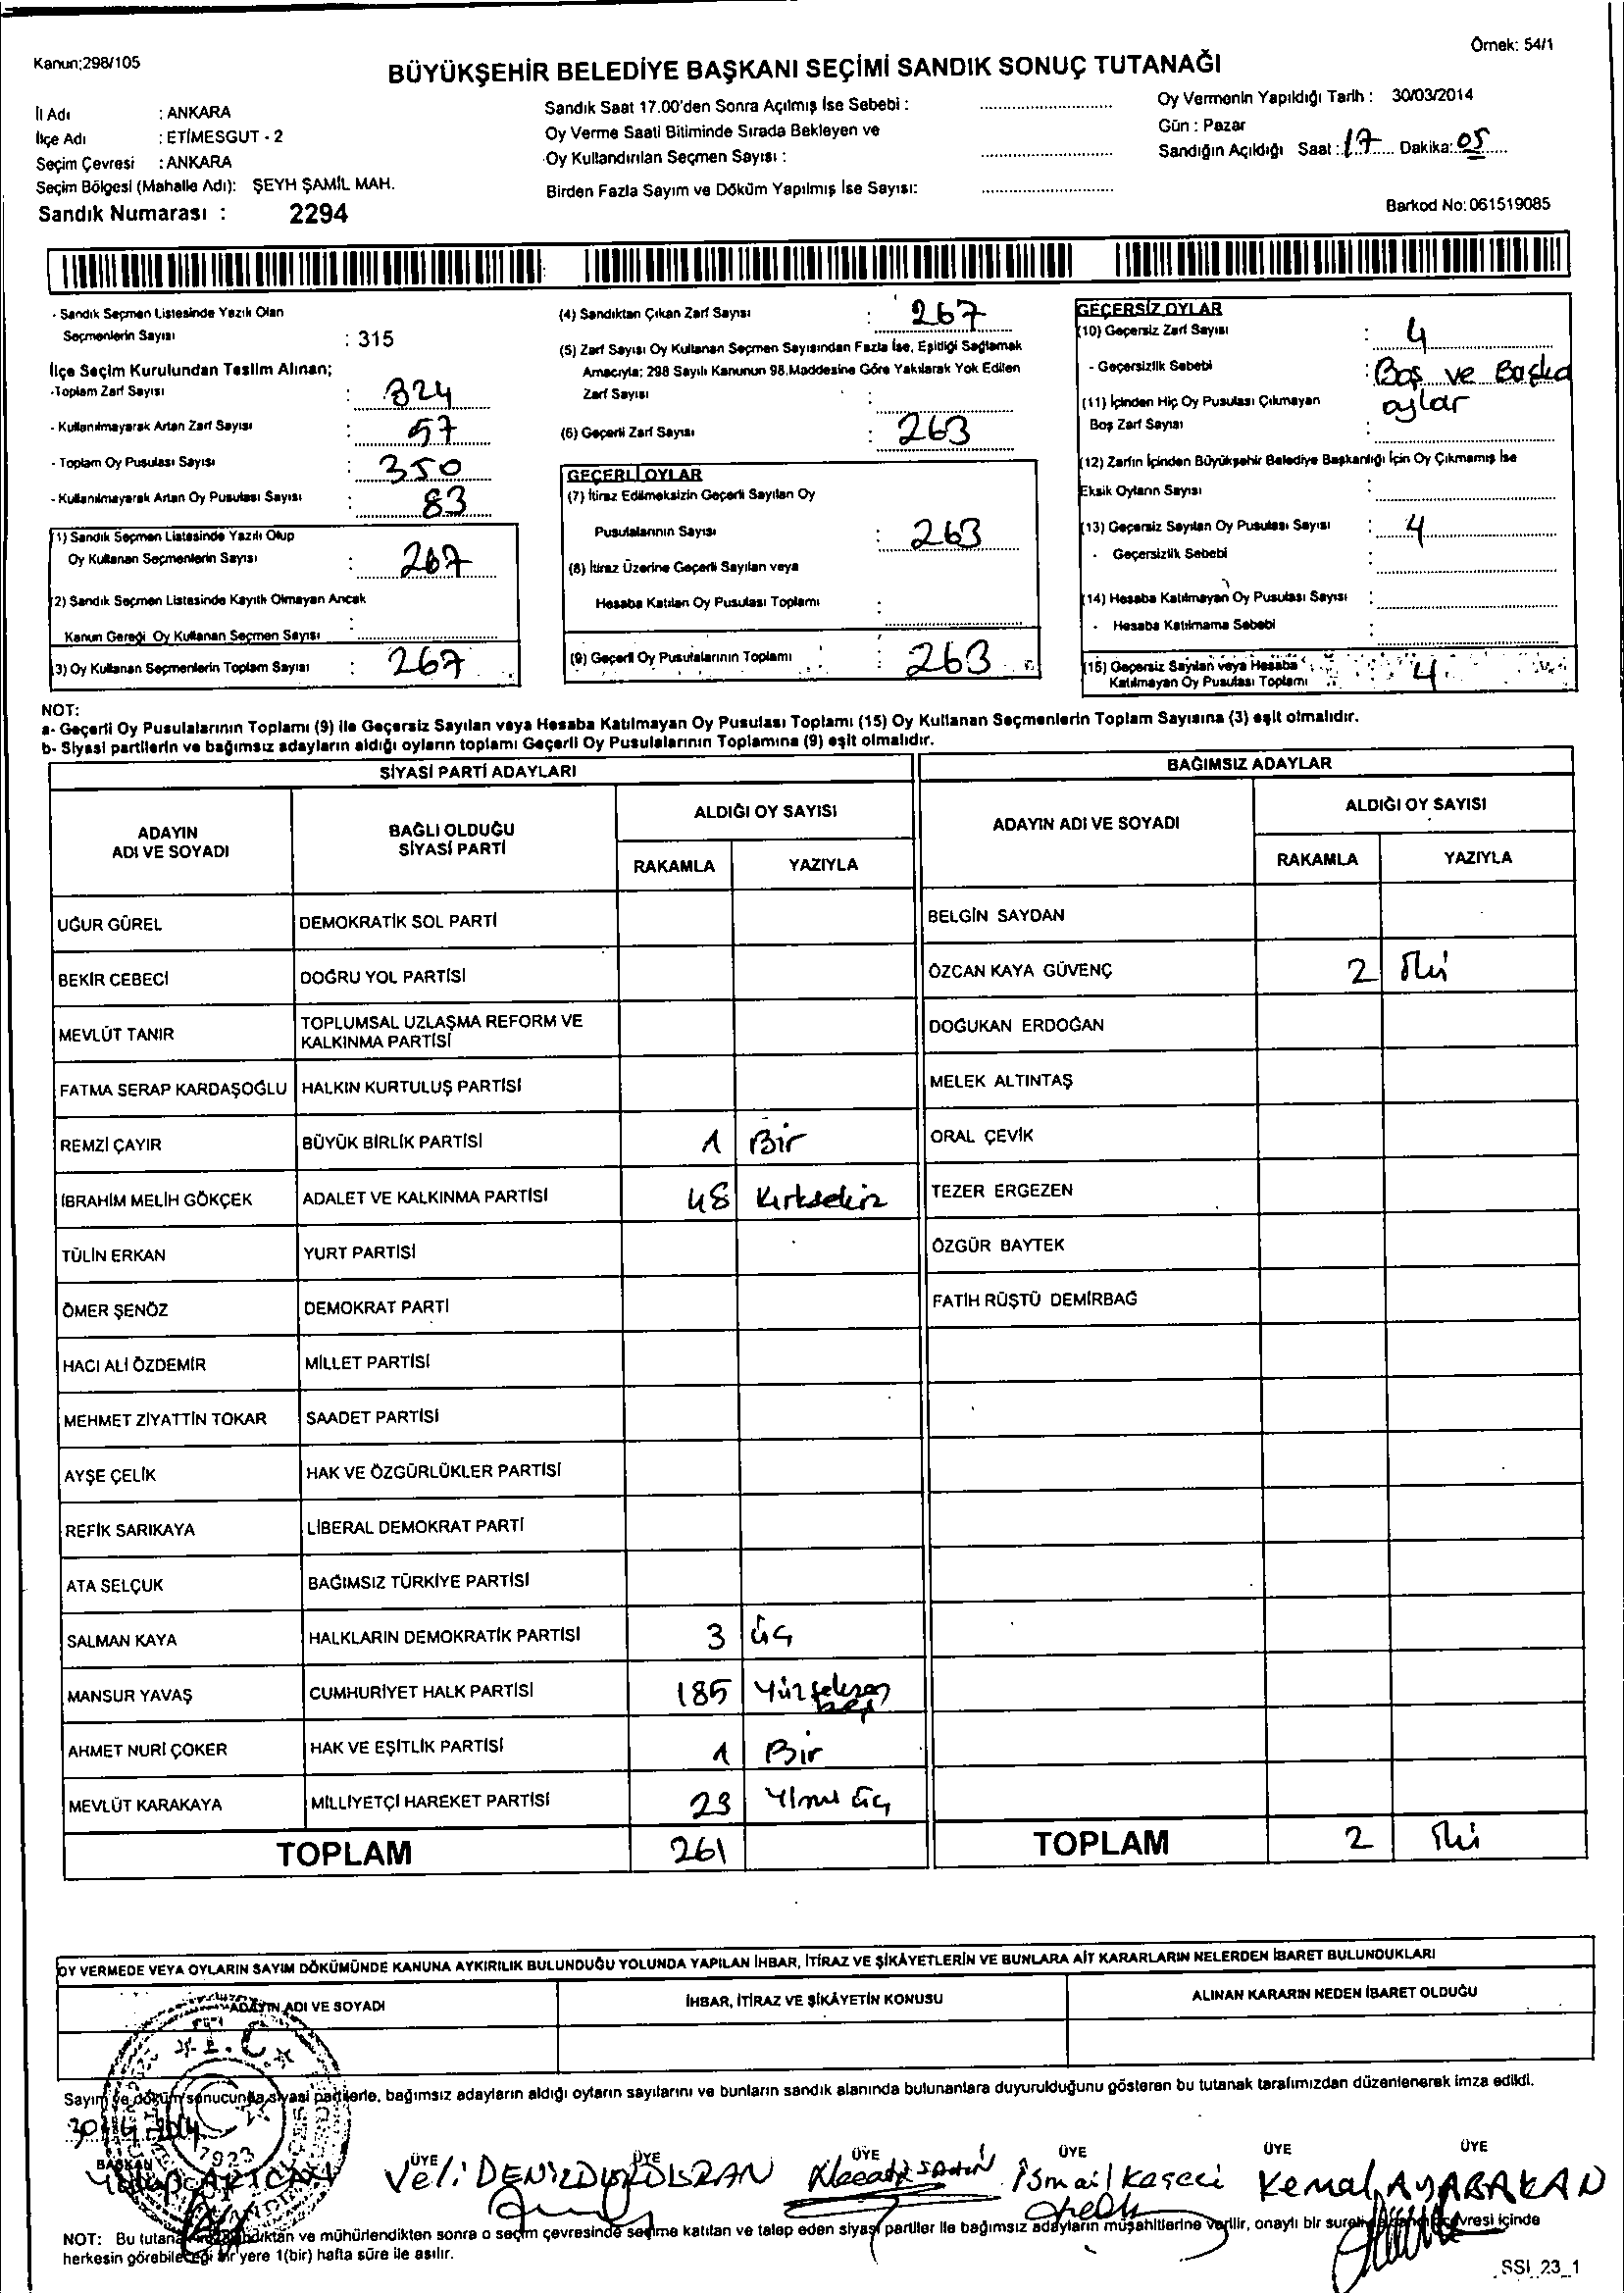 Örnek: 54/1
Kanun;298/105
BÜYÜKŞEHİR BELEDİYE BAŞKANI SEÇİMİ SANDIK SONUÇ TUTANAĞI
İl Adı : ANKARA
İlçe Adı : ETİMESGUT - 2
Seçim Çevresi : ANKARA
Seçim Bölgesi (Mahalle Adı): ŞEYH ŞAMİL MAH.
Sandık Numarası : 2294
Sandık Saat 17.00'den Sonra Açılmış İse Sebebi :
Oy Verme Saati Bitiminde Sırada Bekleyen ve
Oy Kullandırılan Seçmen Sayısı :
Birden Fazla Sayım ve Döküm Yapılmış İse Sayısı:
Oy Vermenin Yapıldığı Tarih : 30/03/2014
Gün : Pazar
Sandığın Açıldığı Saat : 17 Dakika: 05
Barkod No: 061519085
- Sandık Seçmen Listesinde Yazılı Olan
Seçmenlerin Sayısı : 315
İlçe Seçim Kurulundan Teslim Alınan;
-Toplam Zarf Sayısı : 324
- Kullanılmayarak Artan Zarf Sayısı : 57
- Toplam Oy Pusulası Sayısı : 350
- Kullanılmayarak Artan Oy Pusulası Sayısı : 83
(1) Sandık Seçmen Listesinde Yazılı Olup
Oy Kullanan Seçmenlerin Sayısı : 267
(2) Sandık Seçmen Listesinde Kayıtlı Olmayan Ancak
Kanun Gereği Oy Kullanan Seçmen Sayısı :
(3) Oy Kullanan Seçmenlerin Toplam Sayısı : 267
(4) Sandıktan Çıkan Zarf Sayısı : 267
(5) Zarf Sayısı Oy Kullanan Seçmen Sayısından Fazla İse, Eşitliği Sağlamak
Amacıyla; 298 Sayılı Kanunun 98.Maddesine Göre Yakılarak Yok Edilen
Zarf Sayısı :
(6) Geçerli Zarf Sayısı : 263
GEÇERLİ OYLAR
(7) İtiraz Edilmeksizin Geçerli Sayılan Oy
Pusulalarının Sayısı : 263
(8) İtiraz Üzerine Geçerli Sayılan veya
Hesaba Katılan Oy Pusulası Toplamı :
(9) Geçerli Oy Pusulalarının Toplamı : 263
GEÇERSİZ OYLAR
(10) Geçersiz Zarf Sayısı : 4
- Geçersizlik Sebebi : Boş ve Başka
oylar
(11) İçinden Hiç Oy Pusulası Çıkmayan
Boş Zarf Sayısı :
(12) Zarfın İçinden Büyükşehir Belediye Başkanlığı İçin Oy Çıkmamış İse
Eksik Oyların Sayısı :
(13) Geçersiz Sayılan Oy Pusulası Sayısı : 4
- Geçersizlik Sebebi :
(14) Hesaba Katılmayan Oy Pusulası Sayısı :
- Hesaba Katılmama Sebebi :
(15) Geçersiz Sayılan veya Hesaba
Katılmayan Oy Pusulası Toplamı : 4
NOT:
a- Geçerli Oy Pusulalarının Toplamı (9) ile Geçersiz Sayılan veya Hesaba Katılmayan Oy Pusulası Toplamı (15) Oy Kullanan Seçmenlerin Toplam Sayısına (3) eşit olmalıdır.
b- Siyasi partilerin ve bağımsız adayların aldığı oyların toplamı Geçerli Oy Pusulalarının Toplamına (9) eşit olmalıdır.
SİYASİ PARTİ ADAYLARI
ADAYIN ADI VE SOYADI BAĞLI OLDUĞU SİYASİ PARTİ ALDIĞI OY SAYISI
RAKAMLA YAZIYLA
UĞUR GÜREL DEMOKRATİK SOL PARTİ
BEKİR CEBECİ DOĞRU YOL PARTİSİ
MEVLÜT TANIR TOPLUMSAL UZLAŞMA REFORM VE KALKINMA PARTİSİ
FATMA SERAP KARDAŞOĞLU HALKIN KURTULUŞ PARTİSİ
REMZİ ÇAYIR BÜYÜK BİRLİK PARTİSİ 1 Bir
İBRAHİM MELİH GÖKÇEK ADALET VE KALKINMA PARTİSİ 48 Kırksekiz
TÜLİN ERKAN YURT PARTİSİ
ÖMER ŞENÖZ DEMOKRAT PARTİ
HACI ALİ ÖZDEMİR MİLLET PARTİSİ
MEHMET ZİYATTİN TOKAR SAADET PARTİSİ
AYŞE ÇELİK HAK VE ÖZGÜRLÜKLER PARTİSİ
REFİK SARIKAYA LİBERAL DEMOKRAT PARTİ
ATA SELÇUK BAĞIMSIZ TÜRKİYE PARTİSİ
SALMAN KAYA HALKLARIN DEMOKRATİK PARTİSİ 3 üç
MANSUR YAVAŞ CUMHURİYET HALK PARTİSİ 185 Yüzseksen beş
AHMET NURİ ÇOKER HAK VE EŞİTLİK PARTİSİ 1 Bir
MEVLÜT KARAKAYA MİLLİYETÇİ HAREKET PARTİSİ 23 Yirmi üç
TOPLAM 261
BAĞIMSIZ ADAYLAR
ADAYIN ADI VE SOYADI ALDIĞI OY SAYISI
RAKAMLA YAZIYLA
BELGİN SAYDAN
ÖZCAN KAYA GÜVENÇ 2 İki
DOĞUKAN ERDOĞAN
MELEK ALTINTAŞ
ORAL ÇEVİK
TEZER ERGEZEN
ÖZGÜR BAYTEK
FATİH RÜŞTÜ DEMİRBAĞ
TOPLAM 2 İki
OY VERMEDE VEYA OYLARIN SAYIM DÖKÜMÜNDE KANUNA AYKIRILIK BULUNDUĞU YOLUNDA YAPILAN İHBAR, İTİRAZ VE ŞİKÂYETLERİN VE BUNLARA AİT KARARLARIN NELERDEN İBARET BULUNDUKLARI
ADAYIN ADI VE SOYADI İHBAR, İTİRAZ VE ŞİKÂYETİN KONUSU ALINAN KARARIN NEDEN İBARET OLDUĞU
T.C
1923
Sayım ve döküm sonucunda siyasi partilerle, bağımsız adayların aldığı oyların sayılarını ve bunların sandık alanında bulunanlara duyurulduğunu gösteren bu tutanak tarafımızdan düzenlenerek imza edildi.
BAŞKAN ÜYE ÜYE ÜYE ÜYE ÜYE ÜYE
Veli Necati ŞAHİN İsmail Keseci Kemal AYABAKAN
NOT: Bu tutanak ve mühürlendikten sonra o seçim çevresinde seçime katılan ve talep eden siyasi partiler ile bağımsız adayların müşahitlerine verilir, onaylı bir sureti çevresi içinde
herkesin görebileceği bir yere 1(bir) hafta süre ile asılır.
SSI_23_1